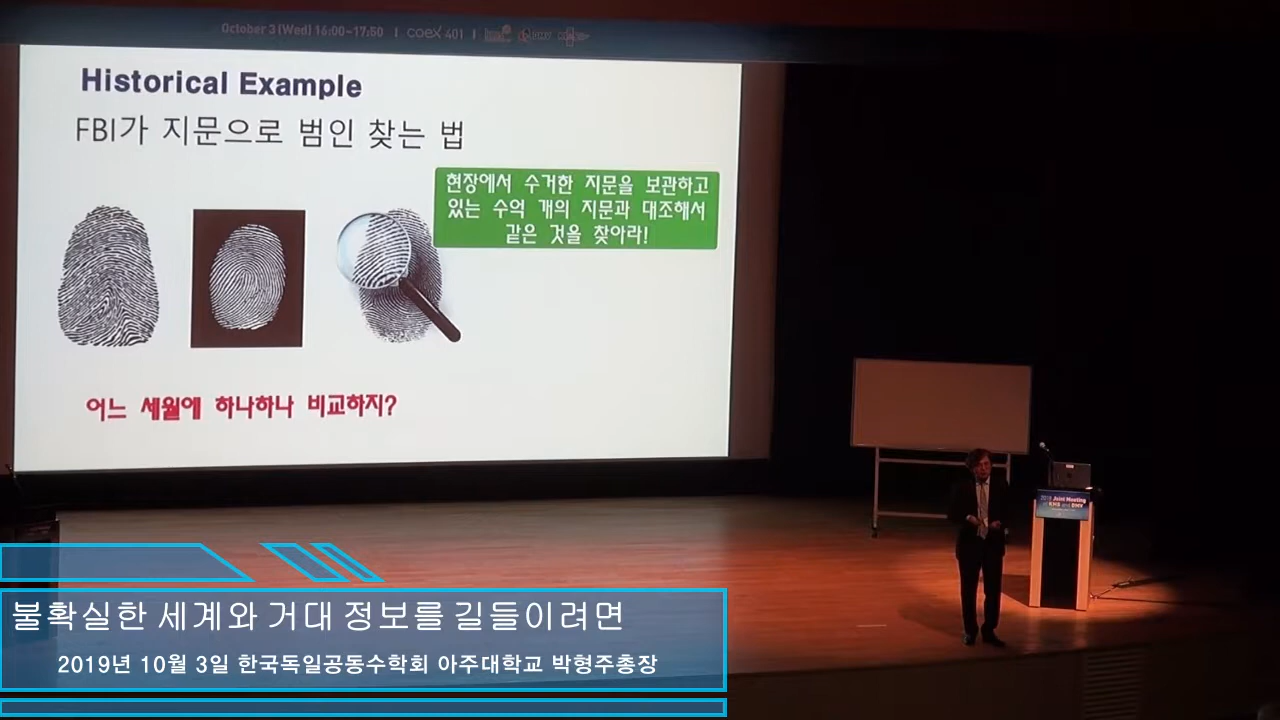 October 3 (Wed) 16:00~17:50 | coex 401 |
Historical Example
FBI가 지문으로 범인 찾는 법
현장에서 수거한 지문을 보관하고
있는 수억 개의 지문과 대조해서
같은 것을 찾아라!
어느 세월에 하나하나 비교하지?
2018 Joint Meeting
불확실한 세계와 거대 정보를 길들이려면
2019년 10월 3일 한국독일공동수학회 아주대학교 박형주총장